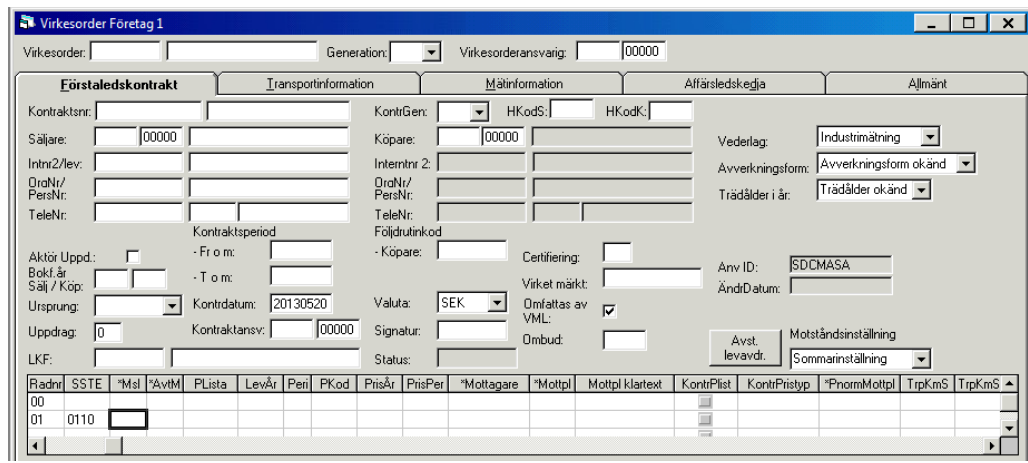 Virkesorder Företag 1
Virkesorder: Generation: Virkesorderansvarig: 00000
Förstaledskontrakt Transportinformation Mätinformation Affärsledskedja Allmänt
Kontraktsnr: KontrGen: HKodS: HKodK:
Säljare: 00000 Köpare: 00000 Vederlag: Industrimätning
Intnr2/lev: Interntnr 2: Avverkningsform: Avverkningsform okänd
OrgNr/ PersNr: OrgNr/ PersNr: Trädålder i år: Trädålder okänd
TeleNr: TeleNr:
Kontraktsperiod Följdrutinkod
Aktör Uppd.: - Fr o m: - Köpare: Certifiering:
Bokf.år Sälj / Köp: - T o m: Virket märkt: Anv ID: SDCMASA
ÄndrDatum:
Ursprung: Kontrdatum: 20130520 Valuta: SEK Omfattas av VML:
Uppdrag: 0 Kontraktansv: 00000 Signatur: Ombud: Avst. levavdr. Motståndsinställning
LKF: Status: Sommarinställning
Radnr SSTE *Msl *AvtM PLista LevÅr Peri PKod PrisÅr PrisPer *Mottagare *Mottpl Mottpl klartext KontrPlist KontrPristyp *PnormMottpl TrpKmS TrpKmS
00
01 0110